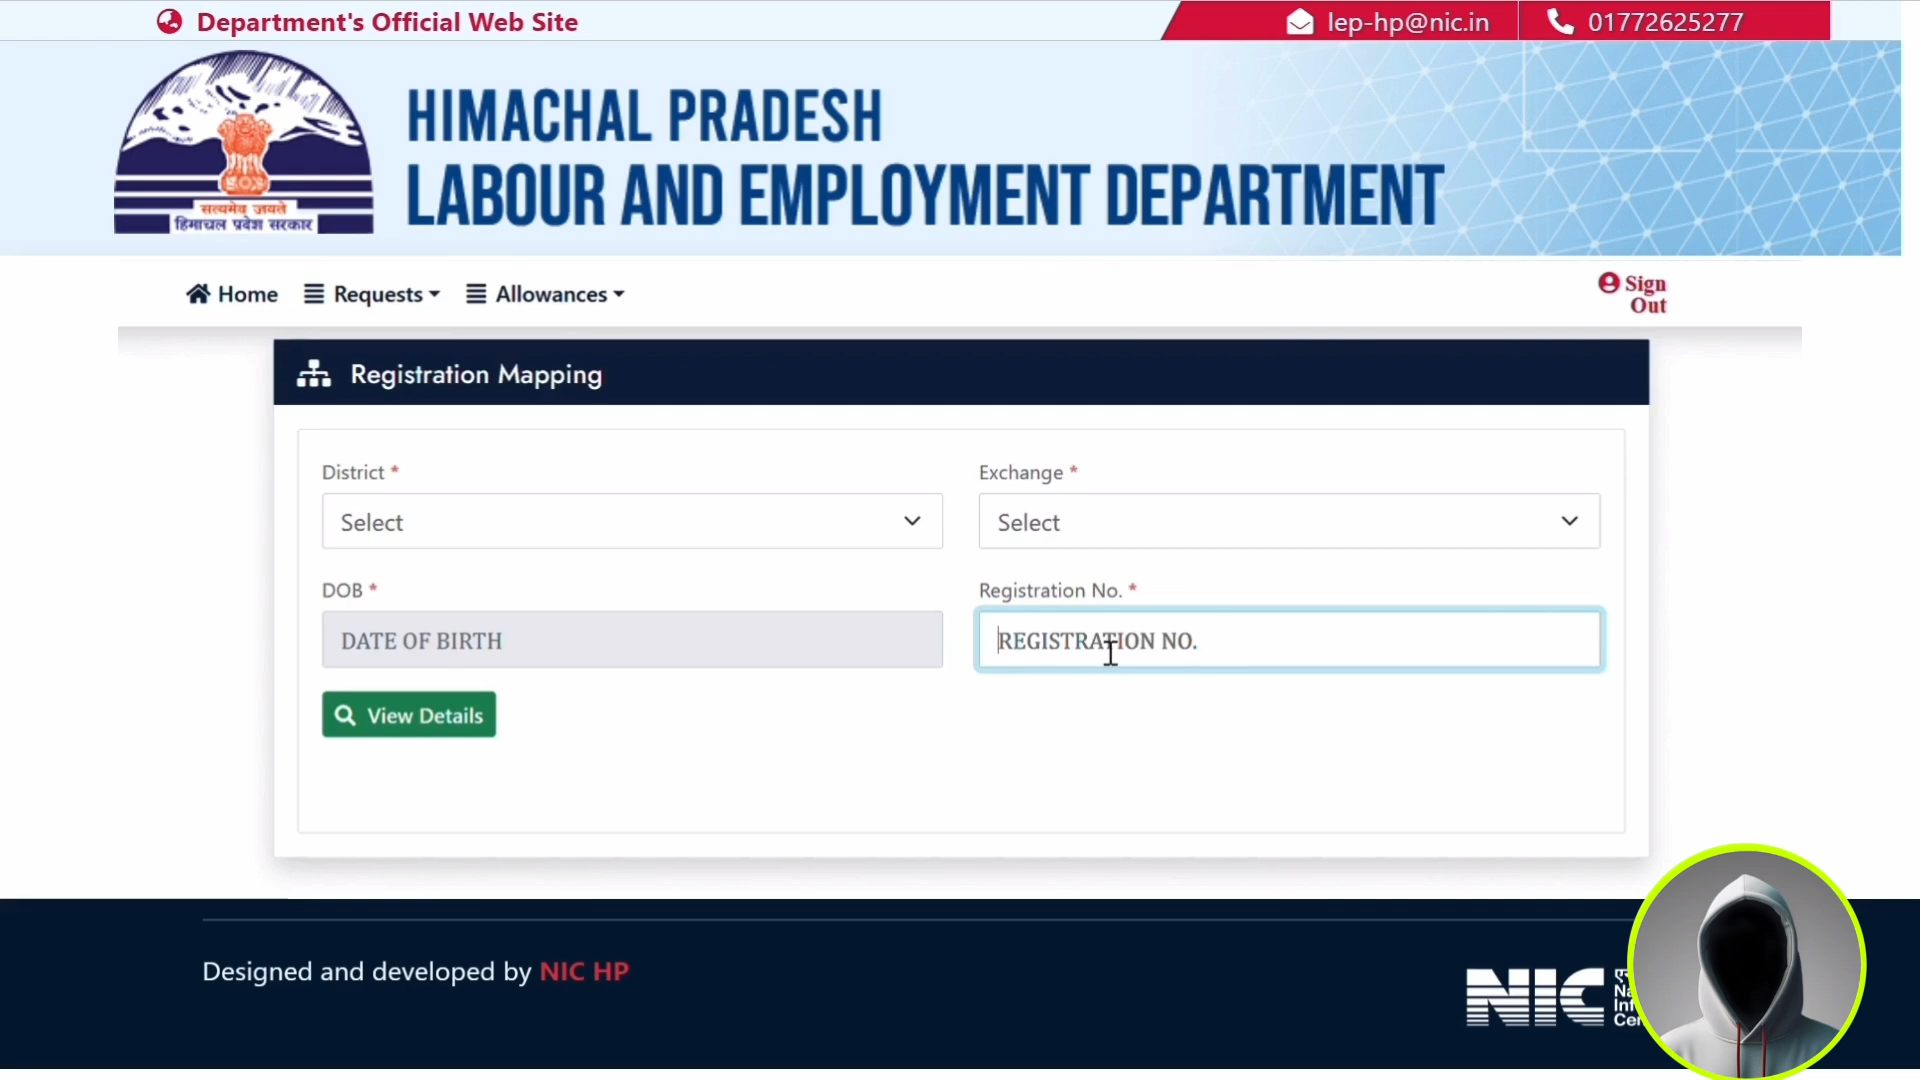 Department's Official Web Site
lep-hp@nic.in
01772625277
HIMACHAL PRADESH
LABOUR AND EMPLOYMENT DEPARTMENT
सत्यमेव जयते
हिमाचल प्रदेश सरकार
Home
Requests
Allowances
Sign
Out
Registration Mapping
District *
Exchange *
Select
Select
DOB *
Registration No. *
DATE OF BIRTH
REGISTRATION NO.
View Details
Designed and developed by NIC HP
NIC